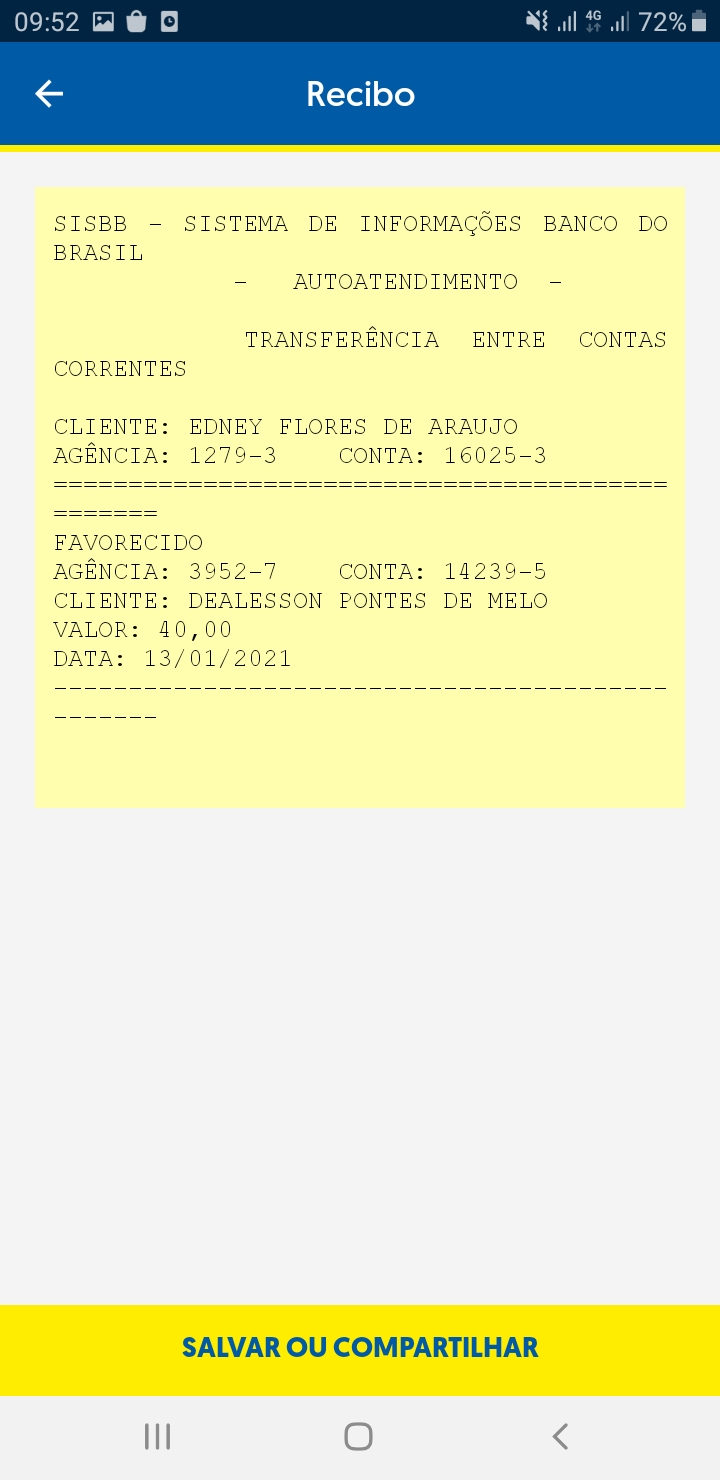 09:52 4G 72%
Recibo
SISBB - SISTEMA DE INFORMAÇÕES BANCO DO
BRASIL
- AUTOATENDIMENTO -
TRANSFERÊNCIA ENTRE CONTAS
CORRENTES
CLIENTE: EDNEY FLORES DE ARAUJO
AGÊNCIA: 1279-3 CONTA: 16025-3
=========================================
=======
FAVORECIDO
AGÊNCIA: 3952-7 CONTA: 14239-5
CLIENTE: DEALESSON PONTES DE MELO
VALOR: 40,00
DATA: 13/01/2021
-----------------------------------------
-------
SALVAR OU COMPARTILHAR